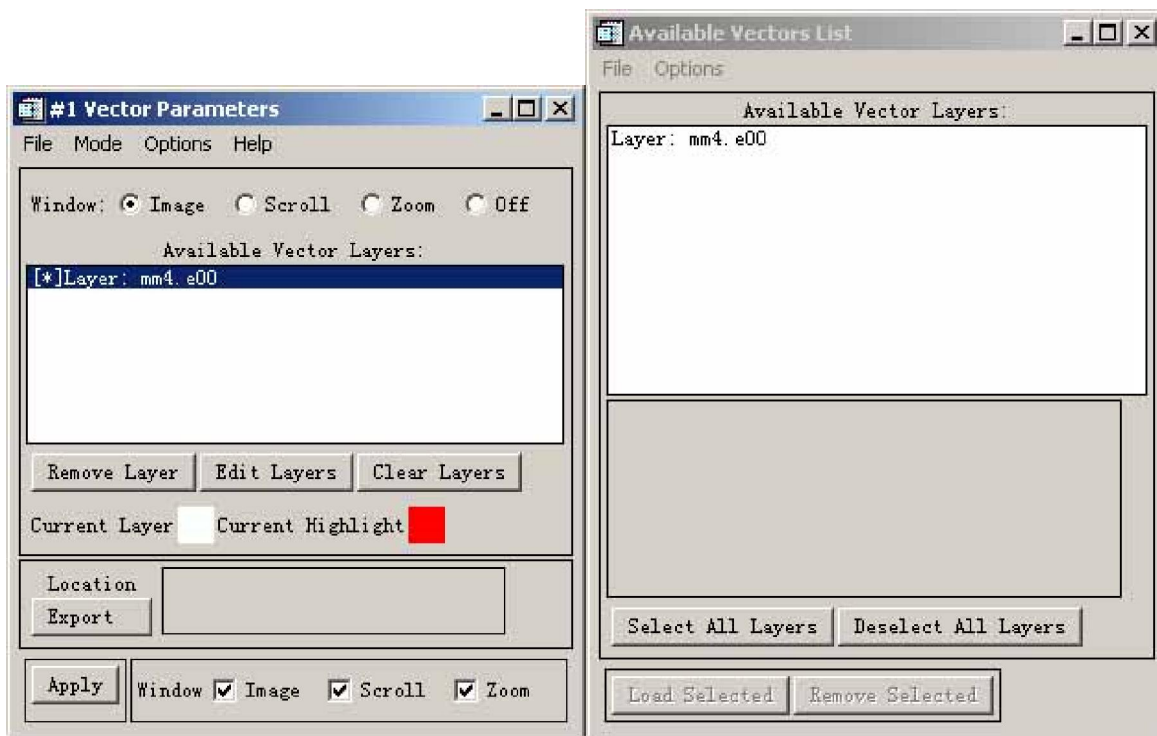 #1 Vector Parameters
File Mode Options Help
Window: Image Scroll Zoom Off
Available Vector Layers:
[*]Layer: mm4.e00
Remove Layer Edit Layers Clear Layers
Current Layer Current Highlight
Location
Export
Apply Window Image Scroll Zoom
Available Vectors List
File Options
Available Vector Layers:
Layer: mm4.e00
Select All Layers Deselect All Layers
Load Selected Remove Selected